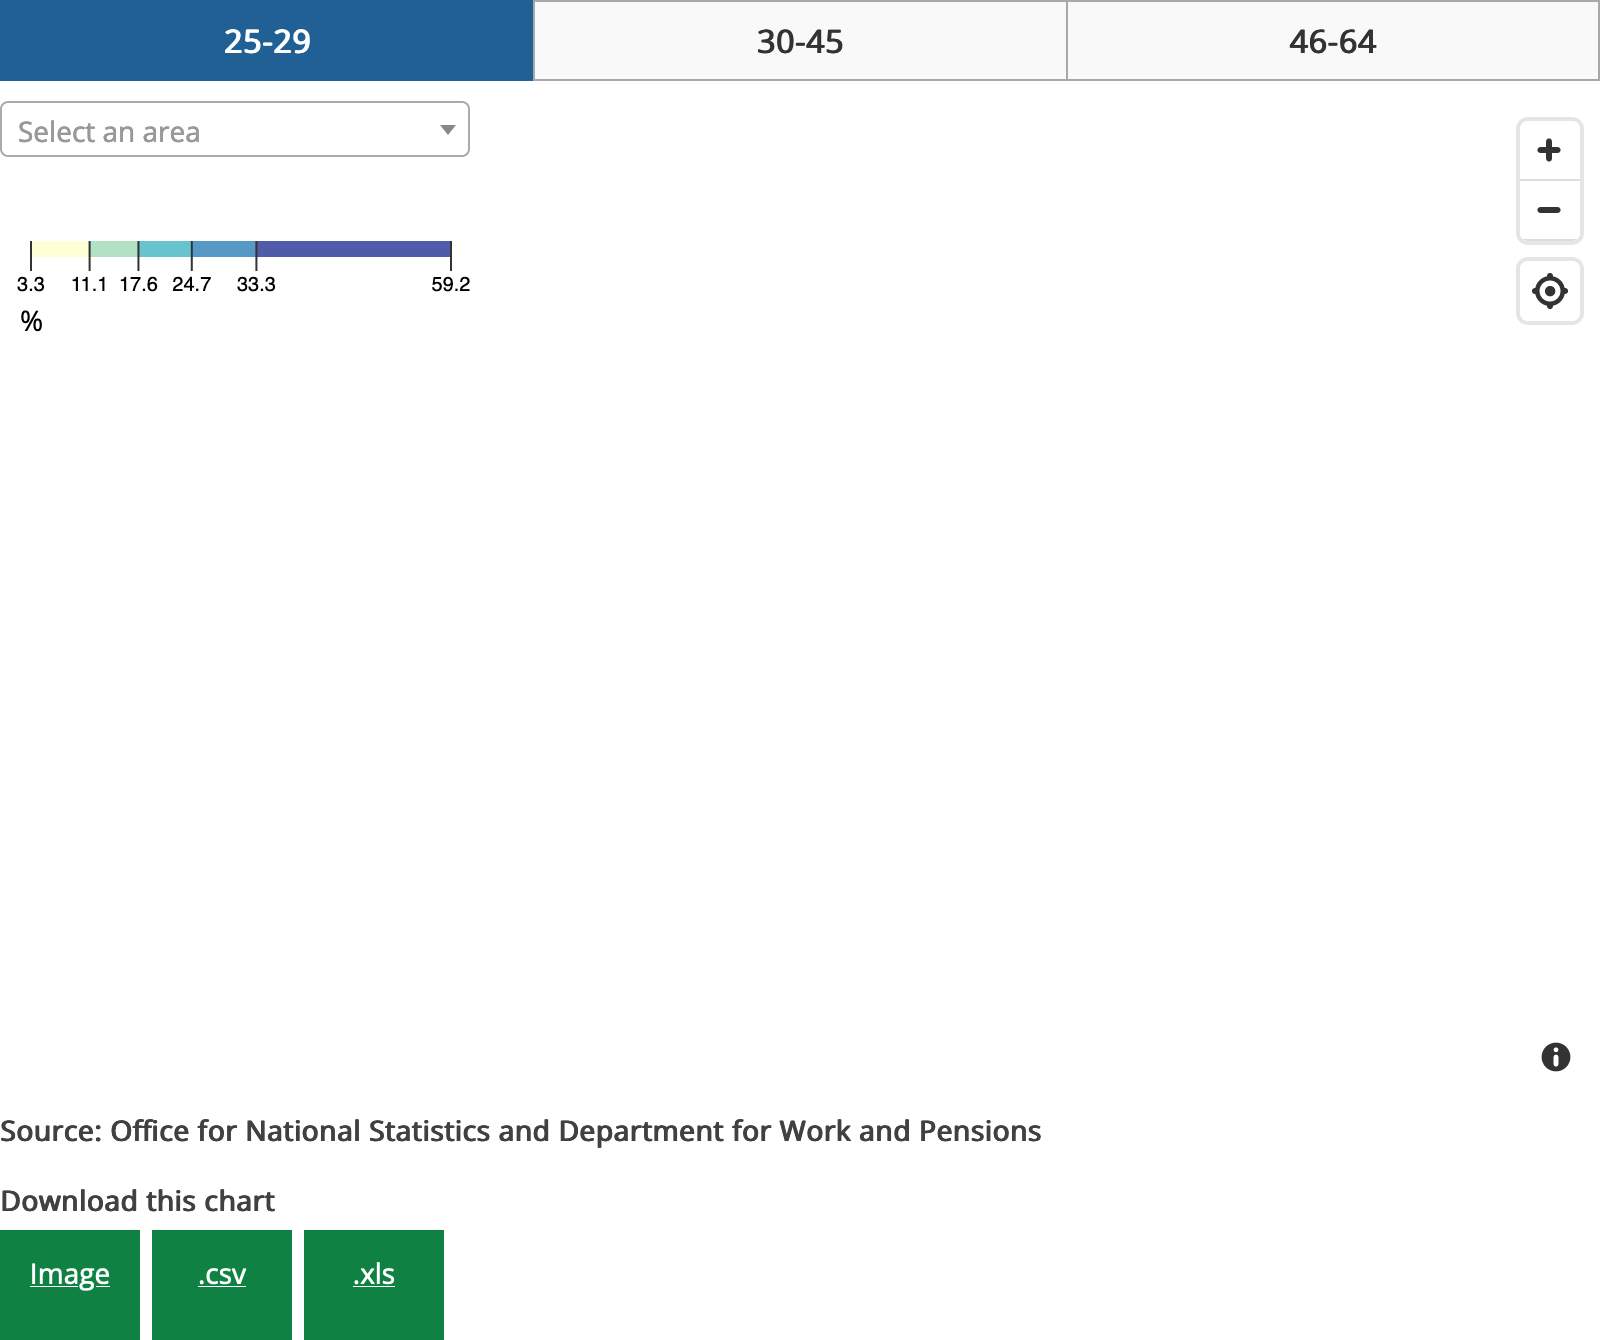 25-29 30-45 46-64
Select an area
3.3 11.1 17.6 24.7 33.3 59.2
%
Source: Office for National Statistics and Department for Work and Pensions
Download this chart
Image .csv .xls